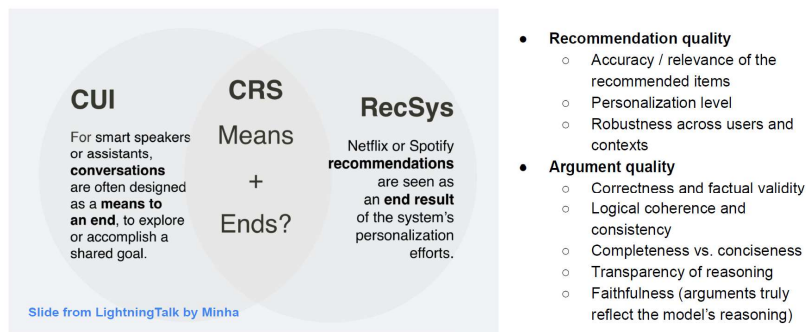 CUI
For smart speakers
or assistants,
conversations
are often designed
as a means to
an end, to explore
or accomplish a
shared goal.
CRS
Means
+
Ends?
RecSys
Netflix or Spotify
recommendations
are seen as
an end result
of the system's
personalization
efforts.
Slide from LightningTalk by Minha
● Recommendation quality
○ Accuracy / relevance of the
recommended items
○ Personalization level
○ Robustness across users and
contexts
● Argument quality
○ Correctness and factual validity
○ Logical coherence and
consistency
○ Completeness vs. conciseness
○ Transparency of reasoning
○ Faithfulness (arguments truly
reflect the model's reasoning)